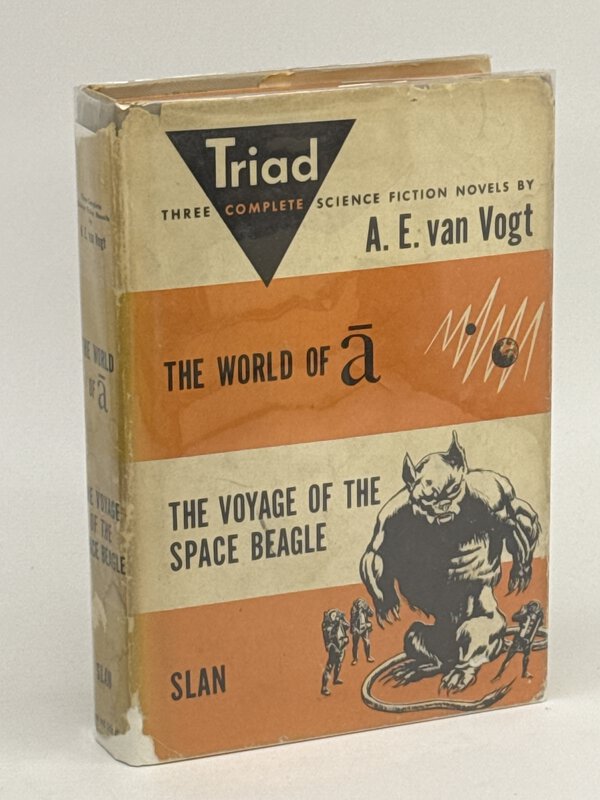 Triad
THREE COMPLETE SCIENCE FICTION NOVELS BY
A. E. van Vogt
THE WORLD OF ā
THE VOYAGE OF THE
SPACE BEAGLE
SLAN
A. E. van Vogt
THE WORLD
OF ā
THE VOYAGE
OF THE
SPACE BEAGLE
SLAN